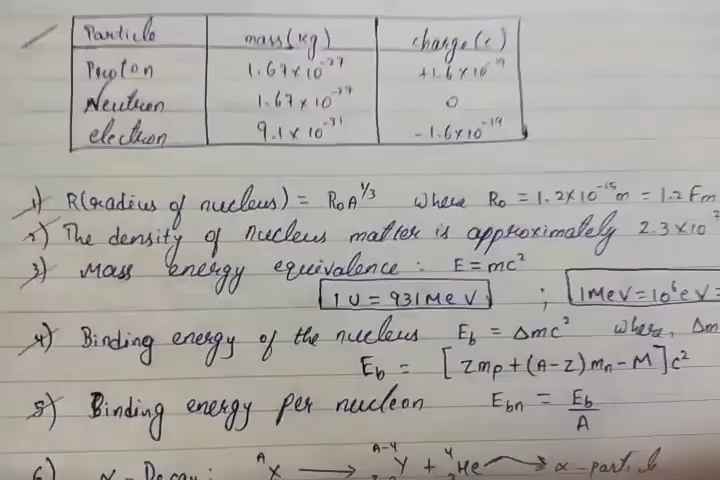 Particle mass(kg) charge(c)
Proton 1.67×10⁻²⁷ +1.6×10⁻¹⁹
Neutron 1.67×10⁻²⁷ 0
electron 9.1×10⁻³¹ -1.6×10⁻¹⁹
1) R(radius of nucleus) = R₀A^1/3 where R₀ = 1.2×10⁻¹⁵m = 1.2 Fm
2) The density of nucleus matter is approximately 2.3×10
3) Mass energy equivalence : E=mc²
1U = 931MeV ; 1MeV=10⁶eV=
4) Binding energy of the nucleus E_b = Δmc² where, Δm
E_b = [Zm_p+(A-Z)m_n-M]c²
5) Binding energy per nucleon E_bn = E_b/A
6) α-Decay: ᴬX → ᴬ⁻⁴Y + ⁴He → α-particle